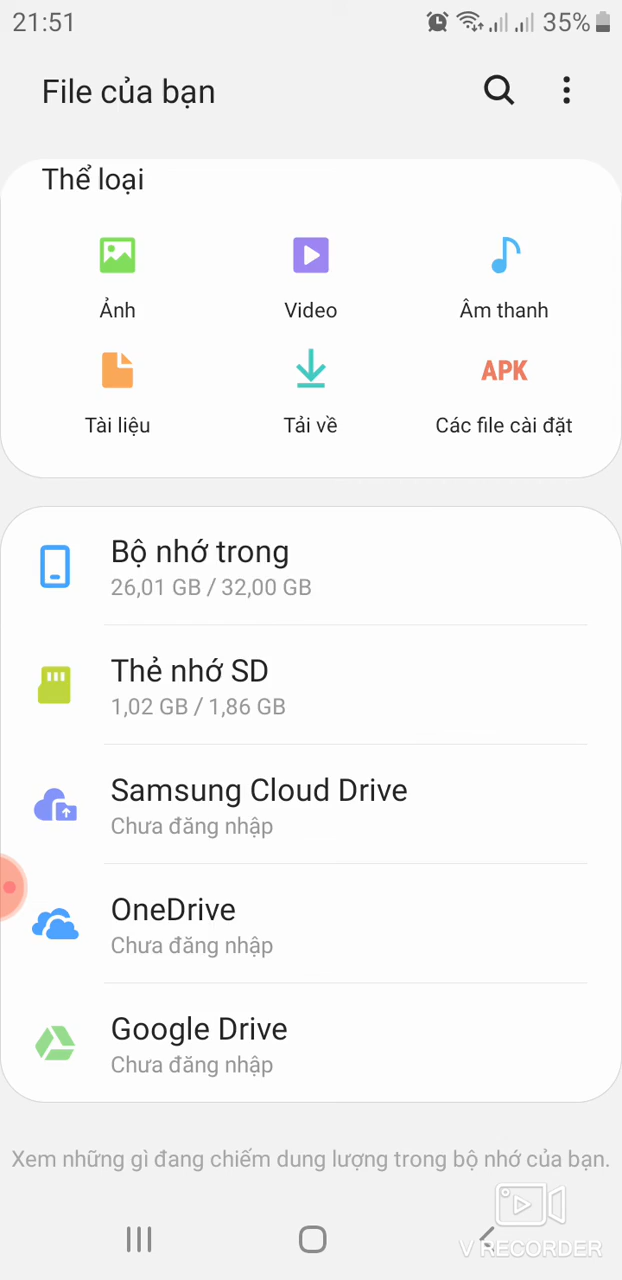 21:51 35%
File của bạn
Thể loại
Ảnh Video Âm thanh
APK
Tài liệu Tải về Các file cài đặt
Bộ nhớ trong
26,01 GB / 32,00 GB
Thẻ nhớ SD
1,02 GB / 1,86 GB
Samsung Cloud Drive
Chưa đăng nhập
OneDrive
Chưa đăng nhập
Google Drive
Chưa đăng nhập
Xem những gì đang chiếm dung lượng trong bộ nhớ của bạn.
V RECORDER